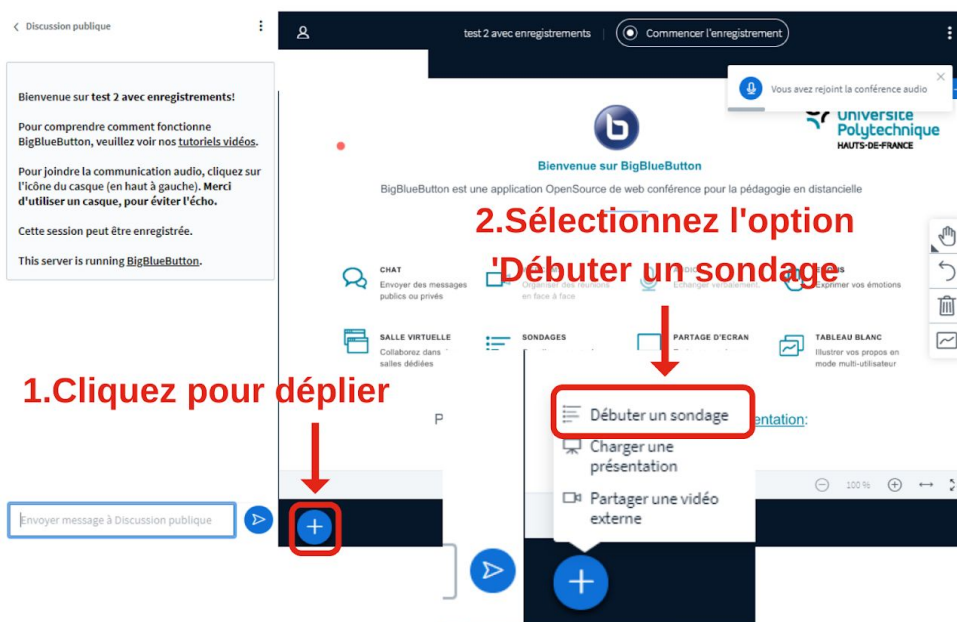 Discussion publique
Bienvenue sur test 2 avec enregistrements!
Pour comprendre comment fonctionne
BigBlueButton, veuillez voir nos tutoriels vidéos.
Pour joindre la communication audio, cliquez sur
l'icône du casque (en haut à gauche). Merci
d'utiliser un casque, pour éviter l'écho.
Cette session peut être enregistrée.
This server is running BigBlueButton.
test 2 avec enregistrements
Commencer l'enregistrement
Vous avez rejoint la conférence audio
Université
Polytechnique
HAUTS-DE-FRANCE
Bienvenue sur BigBlueButton
BigBlueButton est une application OpenSource de web conférence pour la pédagogie en distancielle
2.Sélectionnez l'option
'Débuter un sondage
CHAT
Envoyer des messages
publics ou privés
Organiser des réunions
en face à face
Echanger verbalement.
Exprimer vos émotions
SALLE VIRTUELLE
Collaborez dans
salles dédiées
SONDAGES
PARTAGE D'ECRAN
TABLEAU BLANC
Illustrer vos propos en
mode multi-utilisateur
1.Cliquez pour déplier
P
entation:
Débuter un sondage
Charger une
présentation
Partager une vidéo
externe
100 %
Envoyer message à Discussion publique